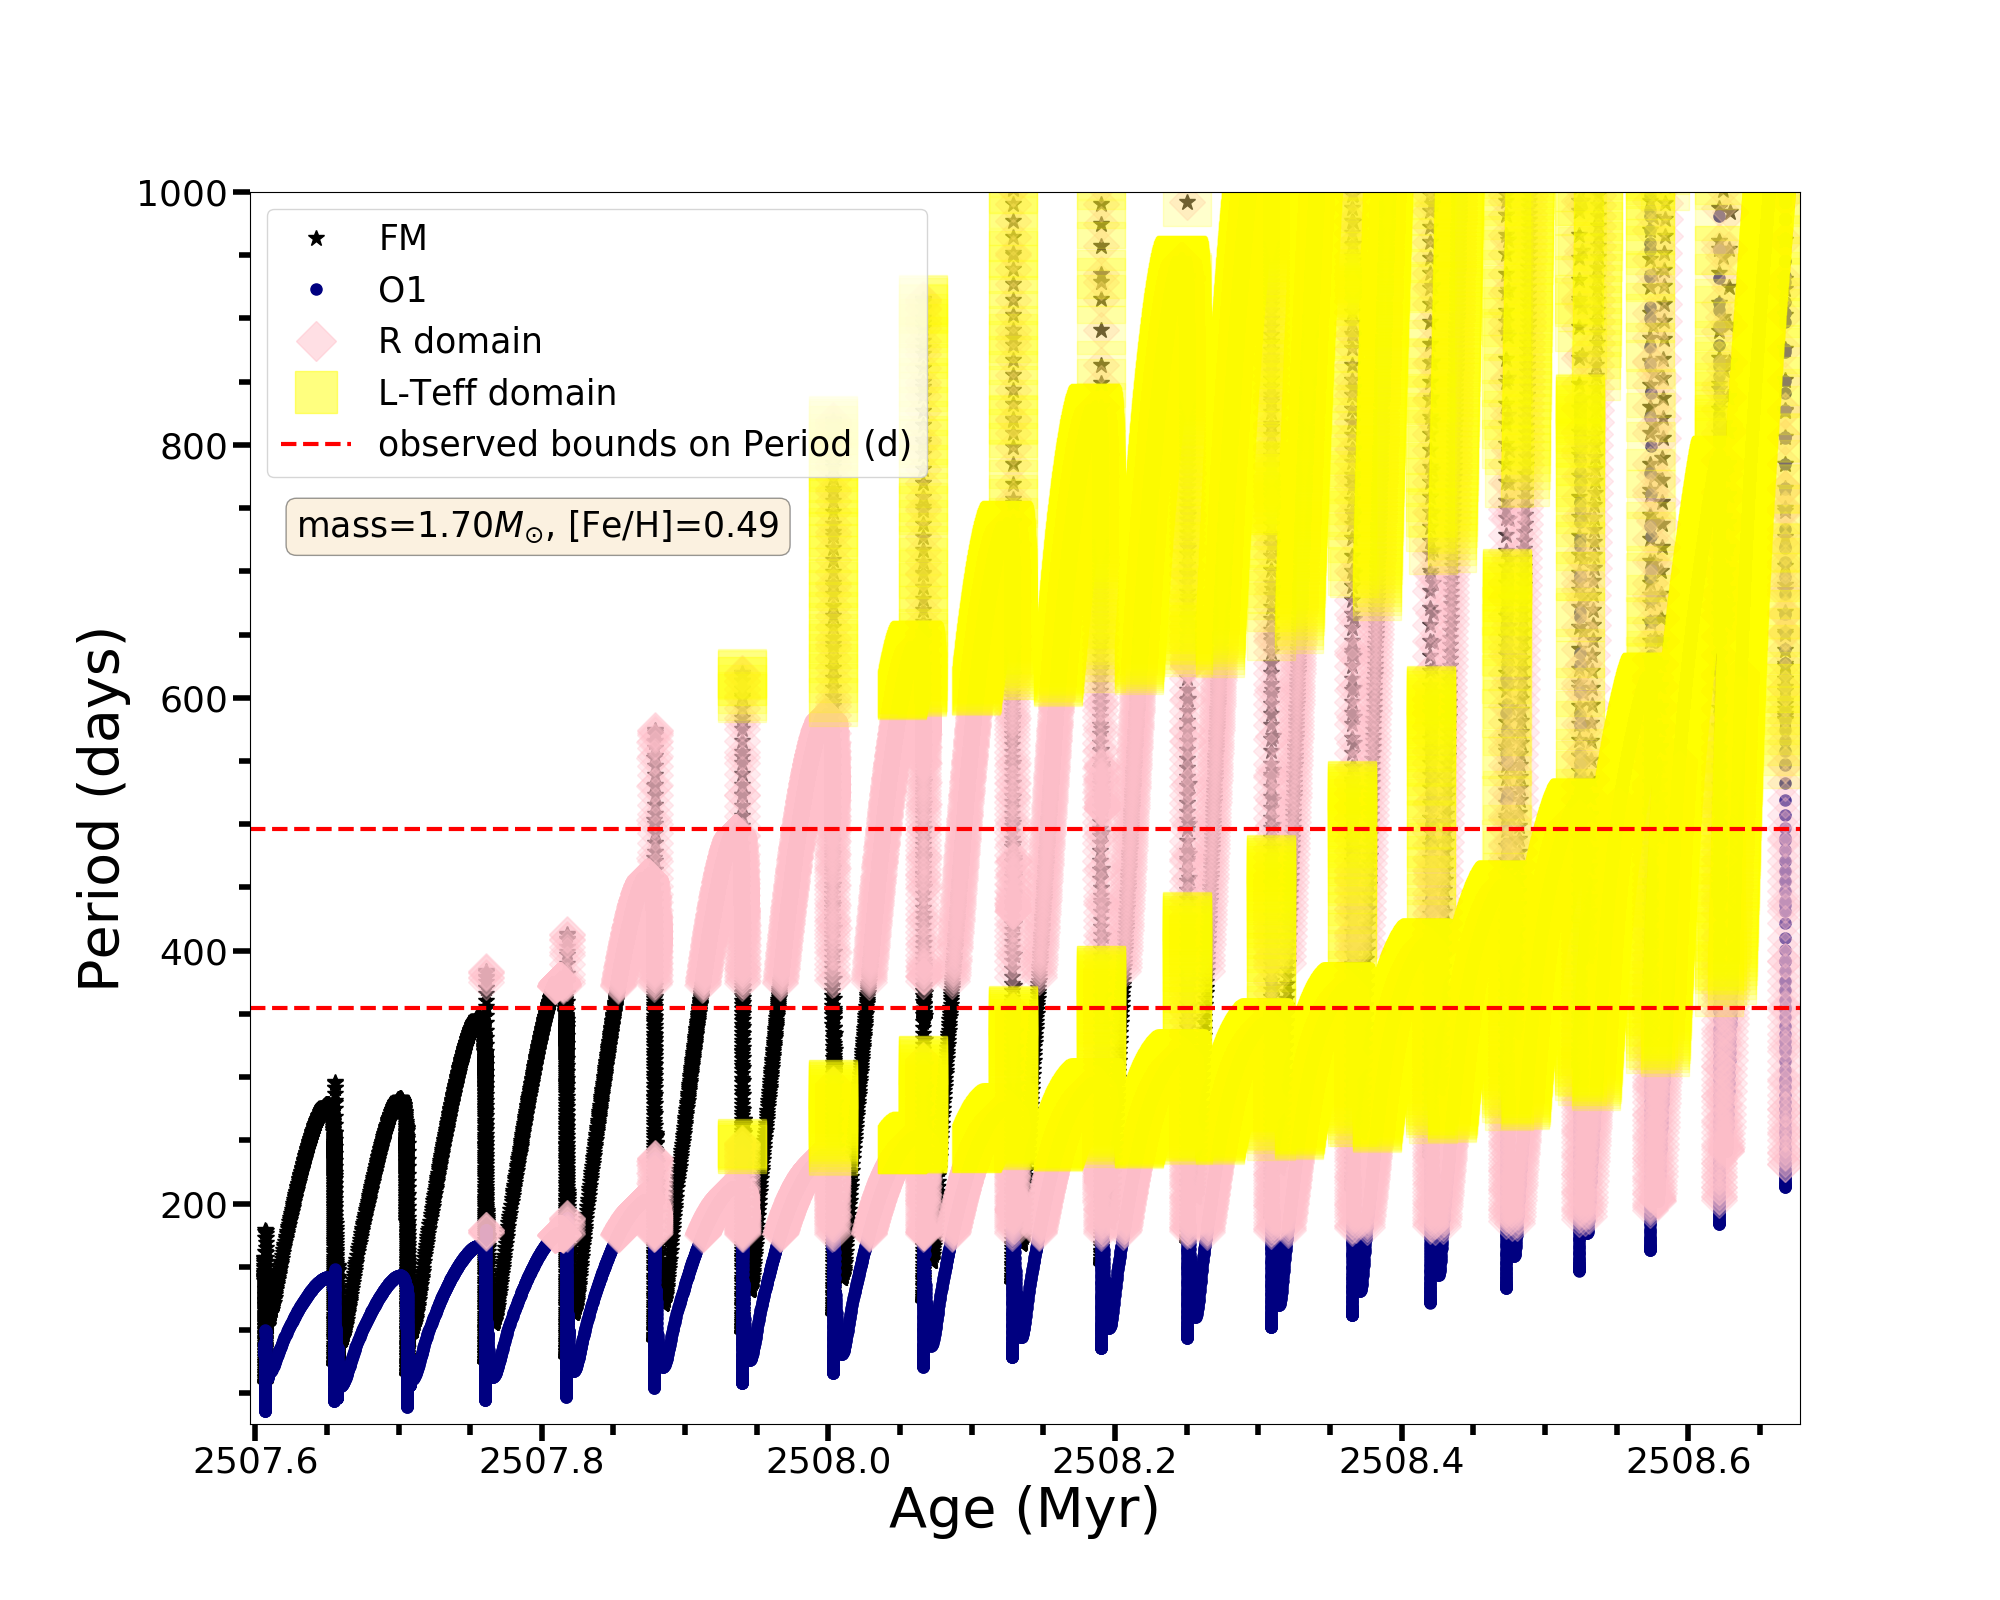 1000
800
600
400
200
Period (days)
FM
O1
R domain
L-Teff domain
observed bounds on Period (d)
mass=1.70M☉, [Fe/H]=0.49
2507.6 2507.8 2508.0 2508.2 2508.4 2508.6
Age (Myr)